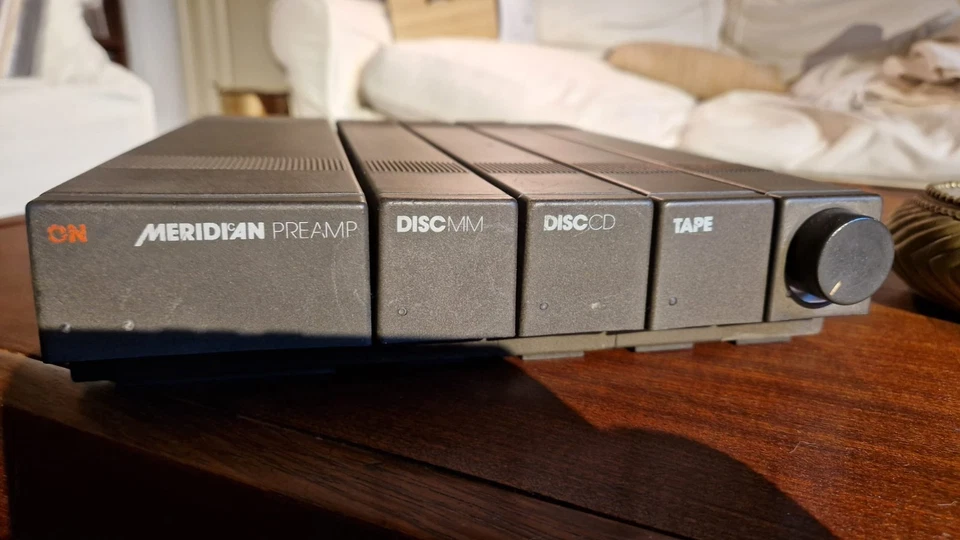 ON
MERIDIAN PREAMP
DISC MM
DISC CD
TAPE